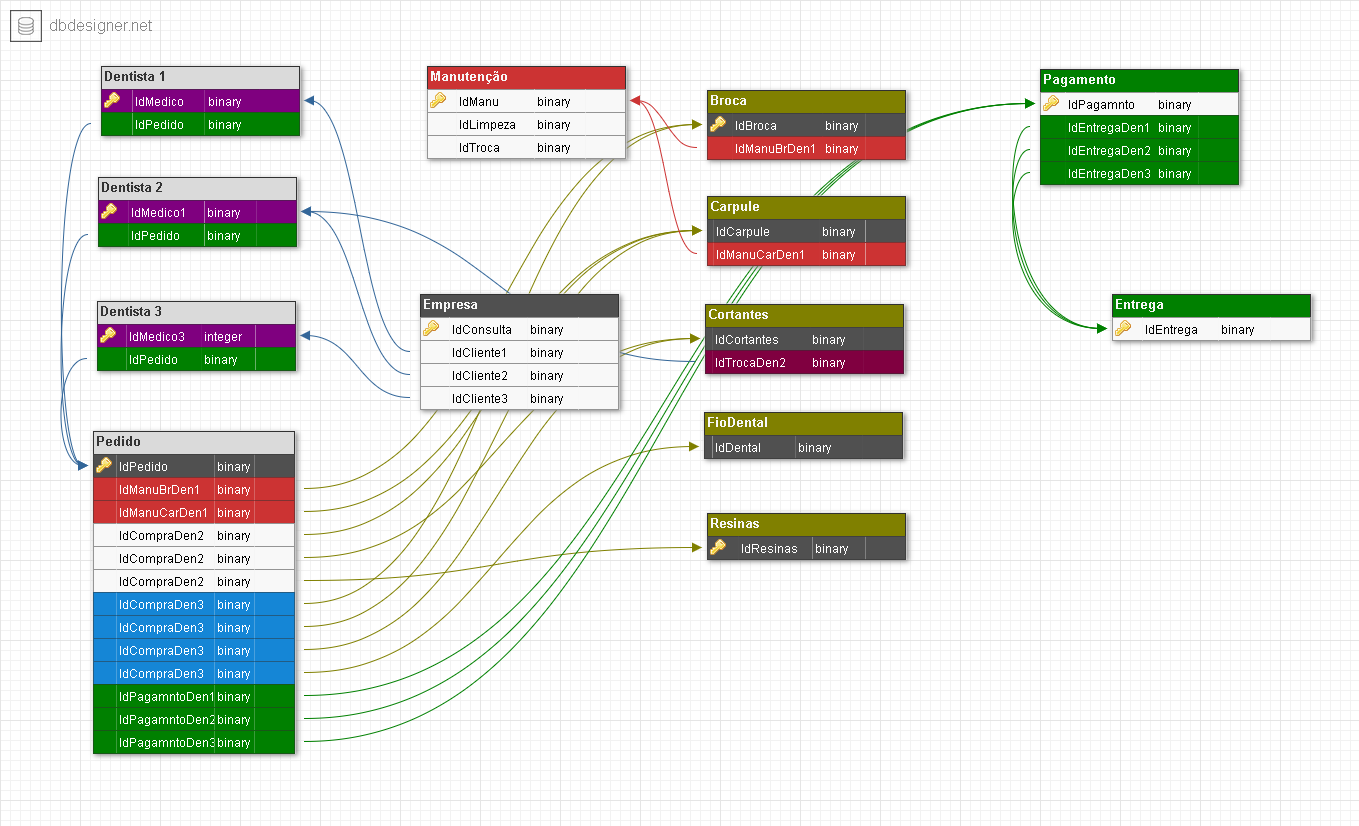 dbdesigner.net
Dentista 1
IdMedico binary
IdPedido binary
Dentista 2
IdMedico1 binary
IdPedido binary
Dentista 3
IdMedico3 integer
IdPedido binary
Pedido
IdPedido binary
IdManuBrDen1 binary
IdManuCarDen1 binary
IdCompraDen2 binary
IdCompraDen2 binary
IdCompraDen2 binary
IdCompraDen3 binary
IdCompraDen3 binary
IdCompraDen3 binary
IdCompraDen3 binary
IdPagamntoDen1 binary
IdPagamntoDen2 binary
IdPagamntoDen3 binary
Manutenção
IdManu binary
IdLimpeza binary
IdTroca binary
Empresa
IdConsulta binary
IdCliente1 binary
IdCliente2 binary
IdCliente3 binary
Broca
IdBroca binary
IdManuBrDen1 binary
Carpule
IdCarpule binary
IdManuCarDen1 binary
Cortantes
IdCortantes binary
IdTrocaDen2 binary
FioDental
IdDental binary
Resinas
IdResinas binary
Pagamento
IdPagamnto binary
IdEntregaDen1 binary
IdEntregaDen2 binary
IdEntregaDen3 binary
Entrega
IdEntrega binary